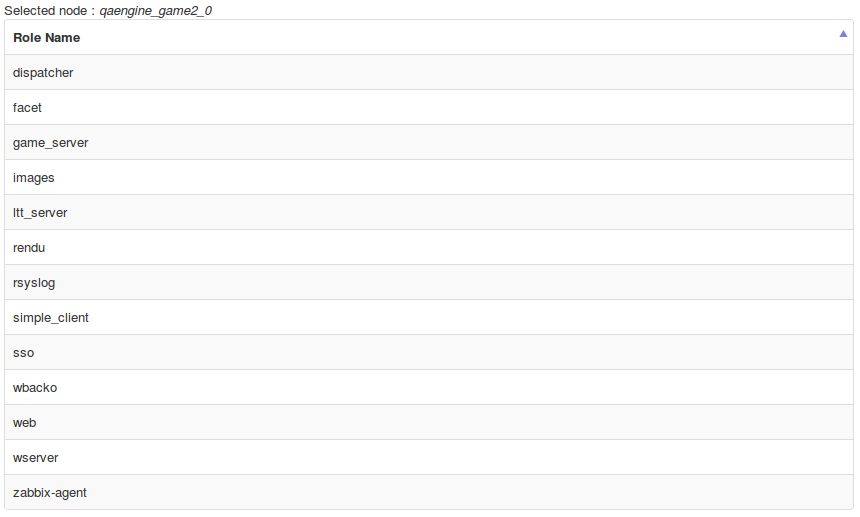 Selected node : qaengine_game2_0
Role Name
dispatcher
facet
game_server
images
ltt_server
rendu
rsyslog
simple_client
sso
wbacko
web
wserver
zabbix-agent